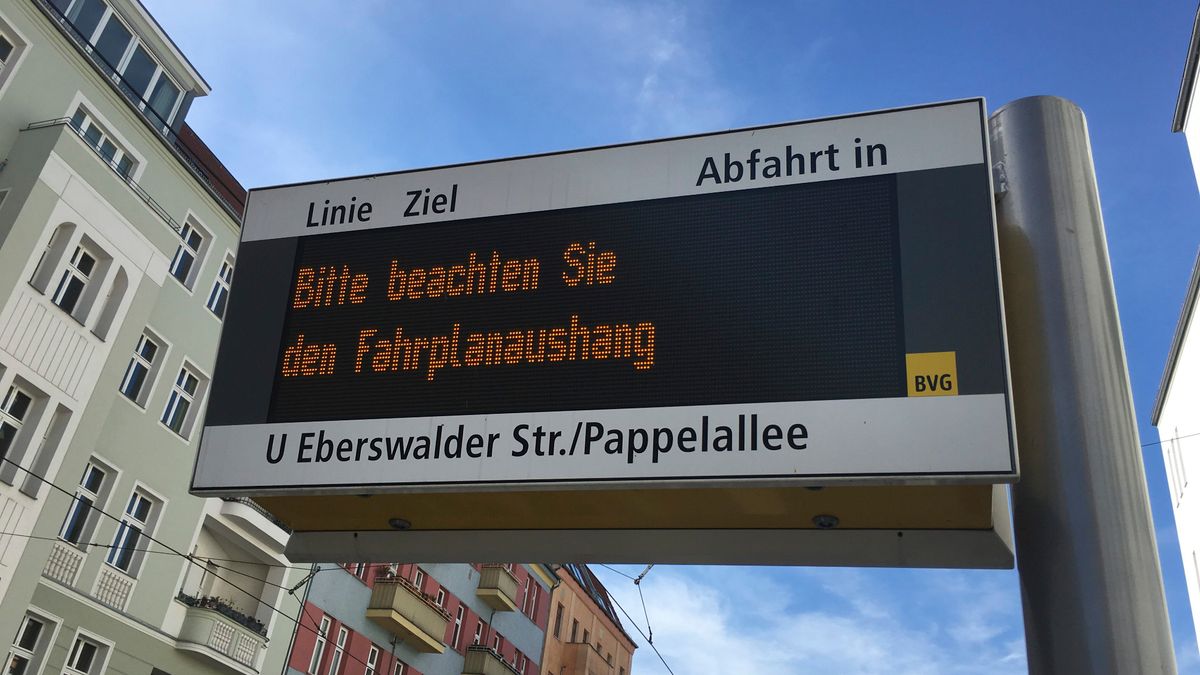 Linie Ziel Abfahrt in
Bitte beachten Sie
den Fahrplanaushang
BVG
U Eberswalder Str./Pappelallee